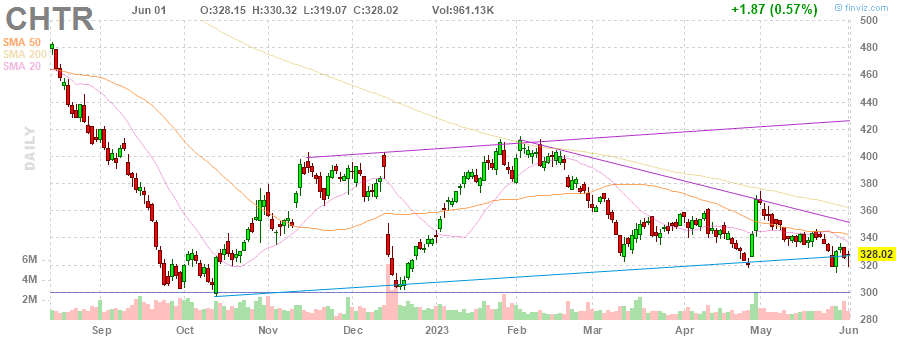 CHTR Jun 01 O:328.15 H:330.32 L:319.07 C:328.02 Vol:961.13K +1.87 (0.57%) finviz.com
SMA 50
SMA 200
SMA 20
DAILY
500
480
460
440
420
400
380
360
340
328.02
320
300
280
6M
4M
2M
Sep Oct Nov Dec 2023 Feb Mar Apr May Jun